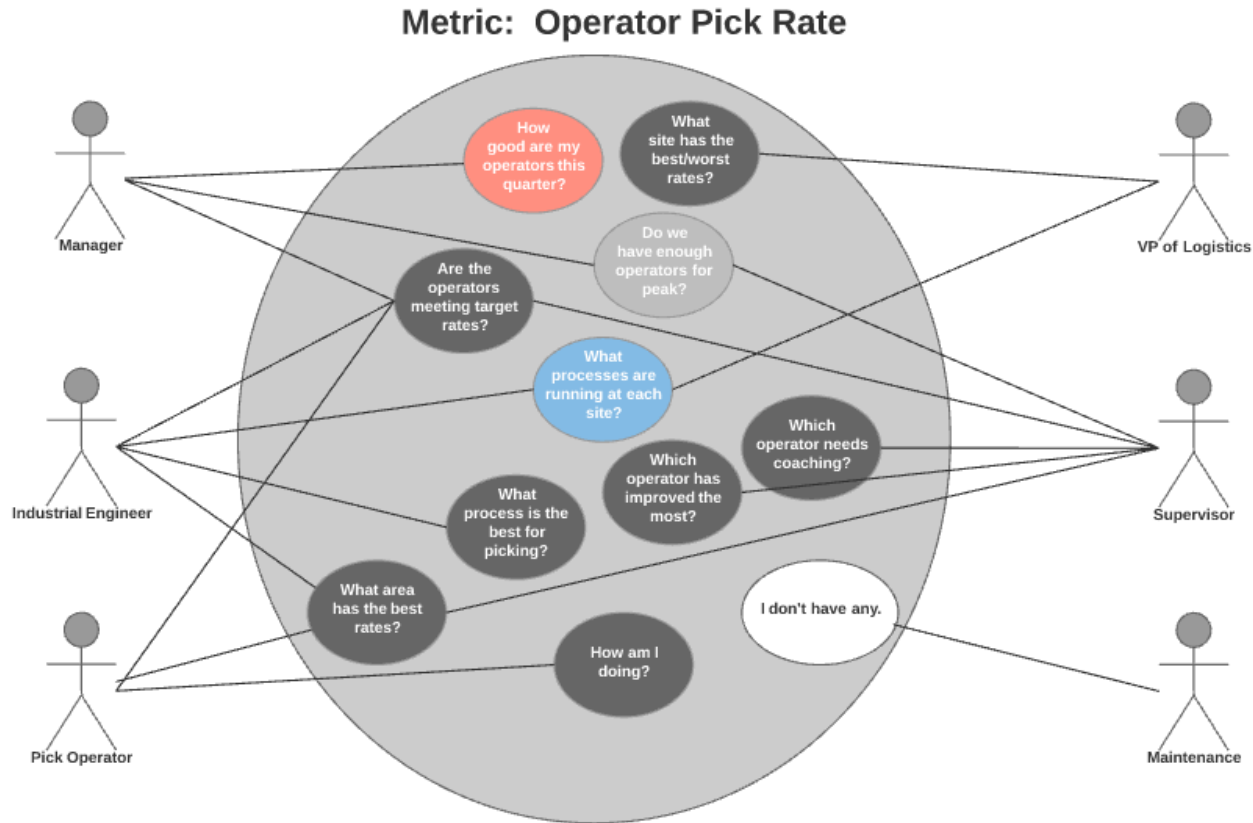 Metric:  Operator Pick Rate
How
good are my
operators this
quarter?
What
site has the
best/worst
rates?
Manager
VP of Logistics
Do we
have enough
operators for
peak?
Are the
operators
meeting target
rates?
What
processes are
running at each
site?
Which
operator needs
coaching?
Which
operator has
improved the
most?
Industrial Engineer
Supervisor
What
process is the
best for
picking?
What area
has the best
rates?
I don't have any.
How am I
doing?
Pick Operator
Maintenance